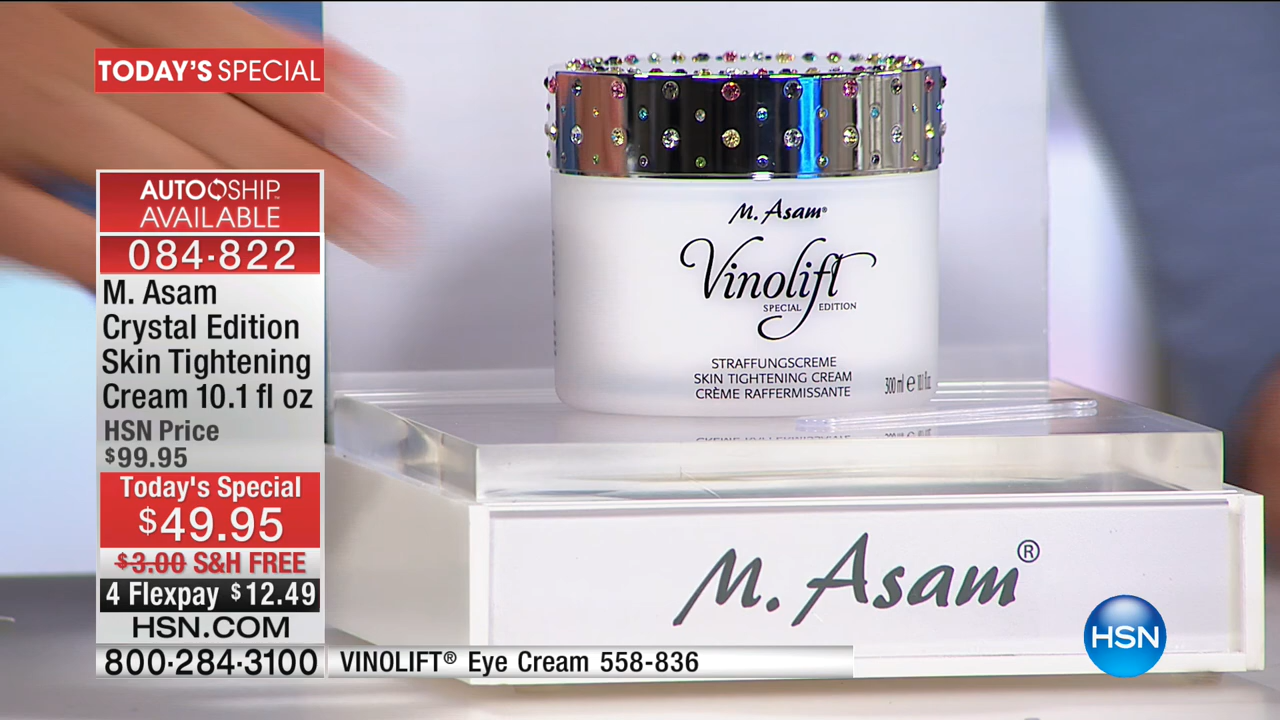 TODAY'S SPECIAL
AUTOSHIP
AVAILABLE
084-822
M. Asam
Crystal Edition
Skin Tightening
Cream 10.1 fl oz
HSN Price
$99.95
Today's Special
$49.95
$3.00 S&H FREE
4 Flexpay $12.49
HSN.COM
800-284-3100
VINOLIFT® Eye Cream 558-836
M. Asam®
Vinolift
SPECIAL EDITION
STRAFFUNGSCREME
SKIN TIGHTENING CREAM
CRÈME RAFFERMISSANTE
300 ml e 10.1 fl.oz
M. Asam®
HSN